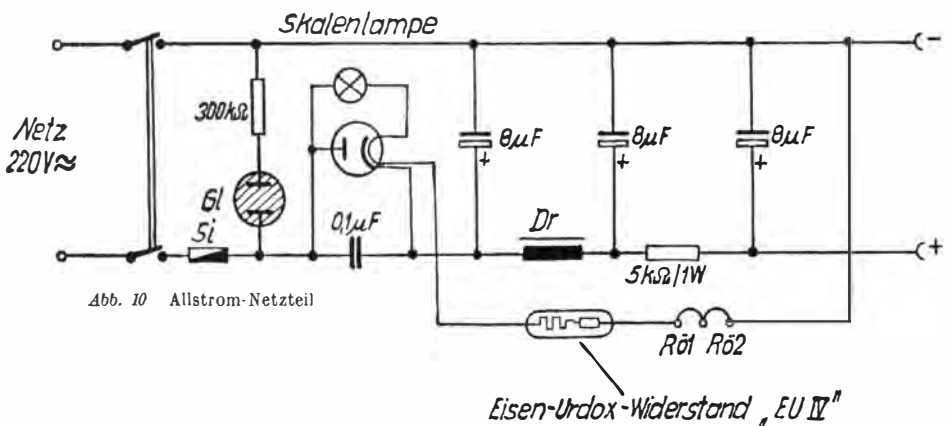 Skalenlampe
Netz
220V≈
300kΩ
Gl
Si
0,1µF
8µF
+
8µF
+
8µF
+
Dr
5kΩ/1W
-
+
Abb. 10 Allstrom-Netzteil
Rö1 Rö2
Eisen-Urdox-Widerstand „EU IV"